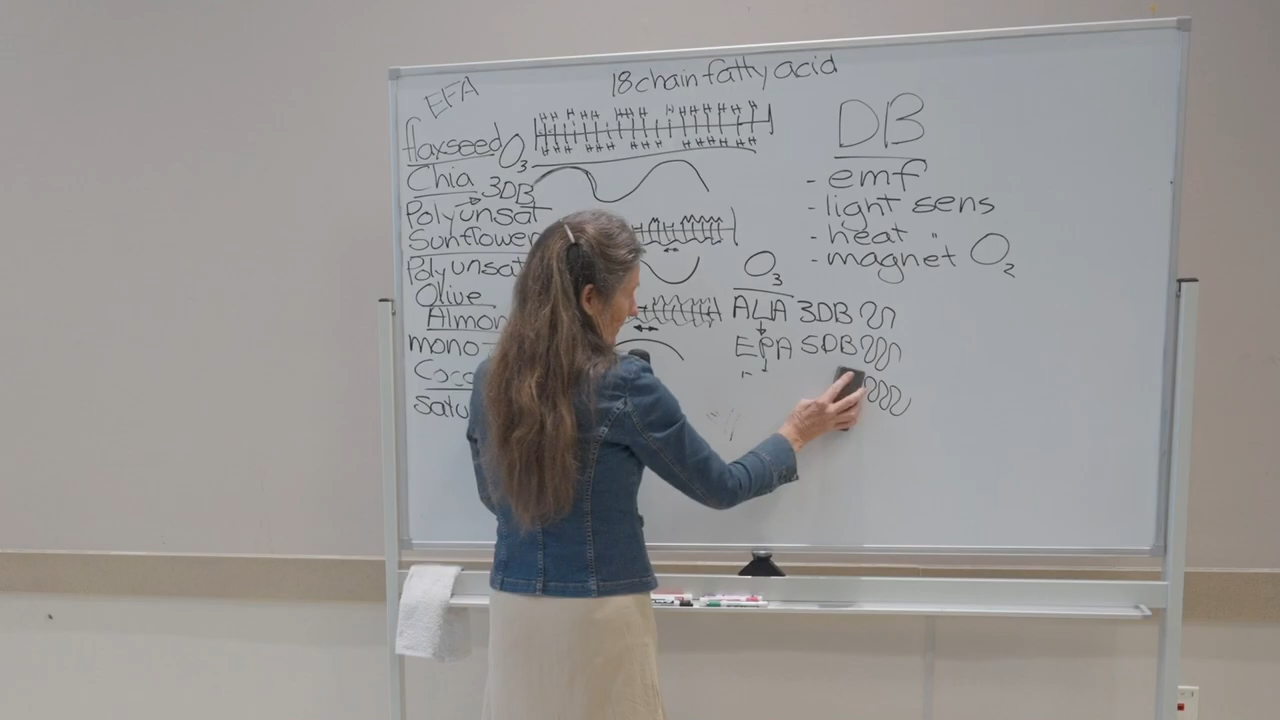 18 chain fatty acid
EFA
flaxseed O3
Chia 3DB
Polyunsat
Sunflower
Polyunsat
Olive
mono
DB
- emf
- light sens
- heat "
- magnet O2
O3
ALA 3DB
EPA 5DB